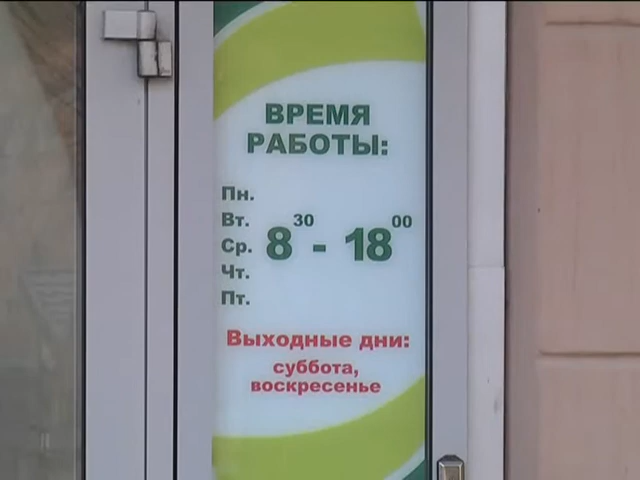 ВРЕМЯ
РАБОТЫ:
Пн.
Вт.
Ср.
Чт.
Пт.
8 30 - 18 00
Выходные дни:
суббота,
воскресенье